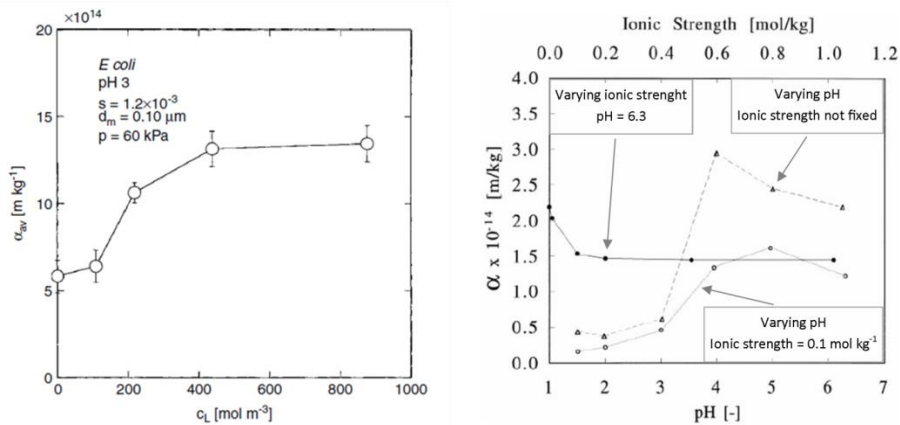 ×10¹⁴
20
15
10
5
0
E coli
pH 3
s = 1.2×10⁻³
dₘ = 0.10 μm
p = 60 kPa
α_av [m kg⁻¹]
0 200 400 600 800 1000
c_L [mol m⁻³]
Ionic Strength [mol/kg]
0.0 0.2 0.4 0.6 0.8 1.0 1.2
4.0
3.5
3.0
2.5
2.0
1.5
1.0
0.5
0.0
α x 10⁻¹⁴ [m/kg]
Varying ionic strenght
pH = 6.3
Varying pH
Ionic strength not fixed
Varying pH
Ionic strength = 0.1 mol kg⁻¹
1 2 3 4 5 6 7
pH [-]